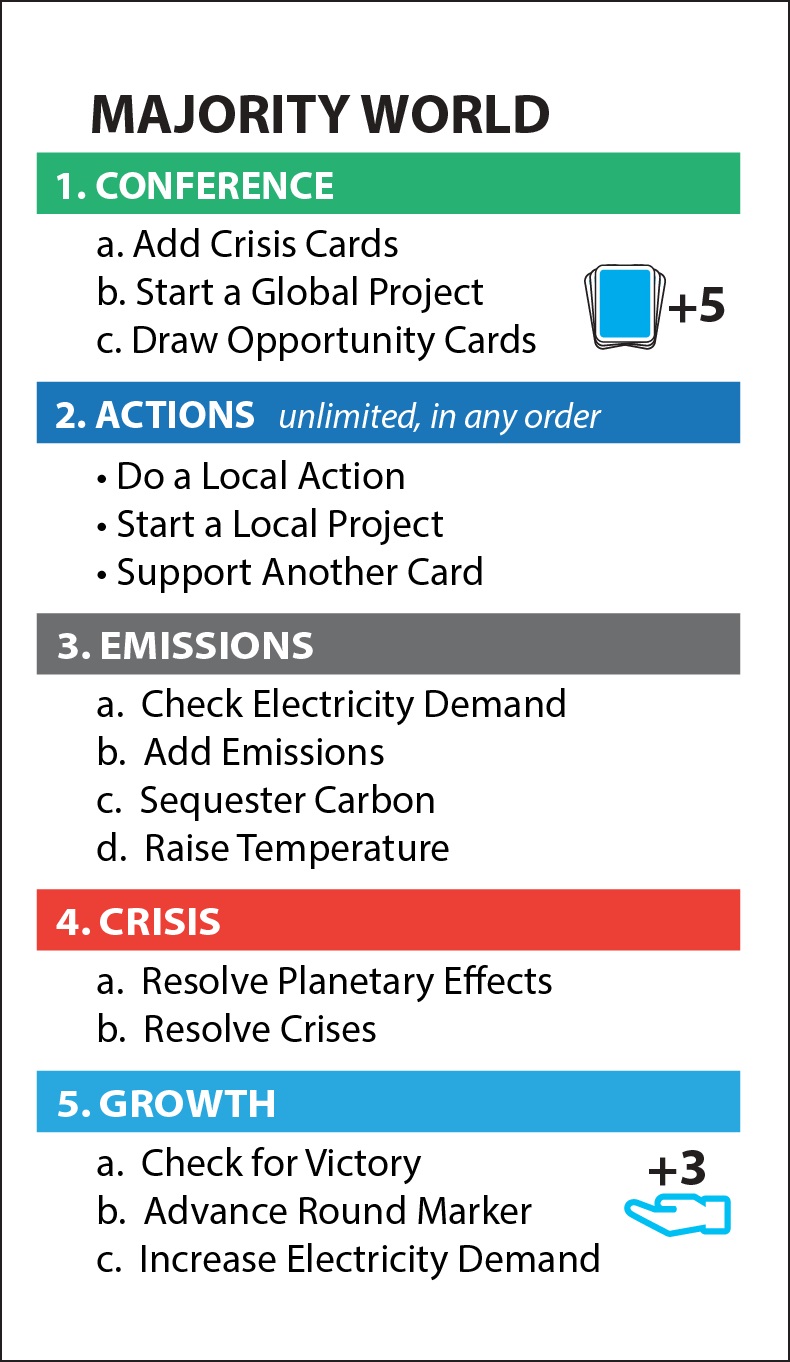 MAJORITY WORLD
1. CONFERENCE
a. Add Crisis Cards
b. Start a Global Project
c. Draw Opportunity Cards
+5
2. ACTIONS unlimited, in any order
• Do a Local Action
• Start a Local Project
• Support Another Card
3. EMISSIONS
a. Check Electricity Demand
b. Add Emissions
c. Sequester Carbon
d. Raise Temperature
4. CRISIS
a. Resolve Planetary Effects
b. Resolve Crises
5. GROWTH
a. Check for Victory
b. Advance Round Marker
c. Increase Electricity Demand
+3